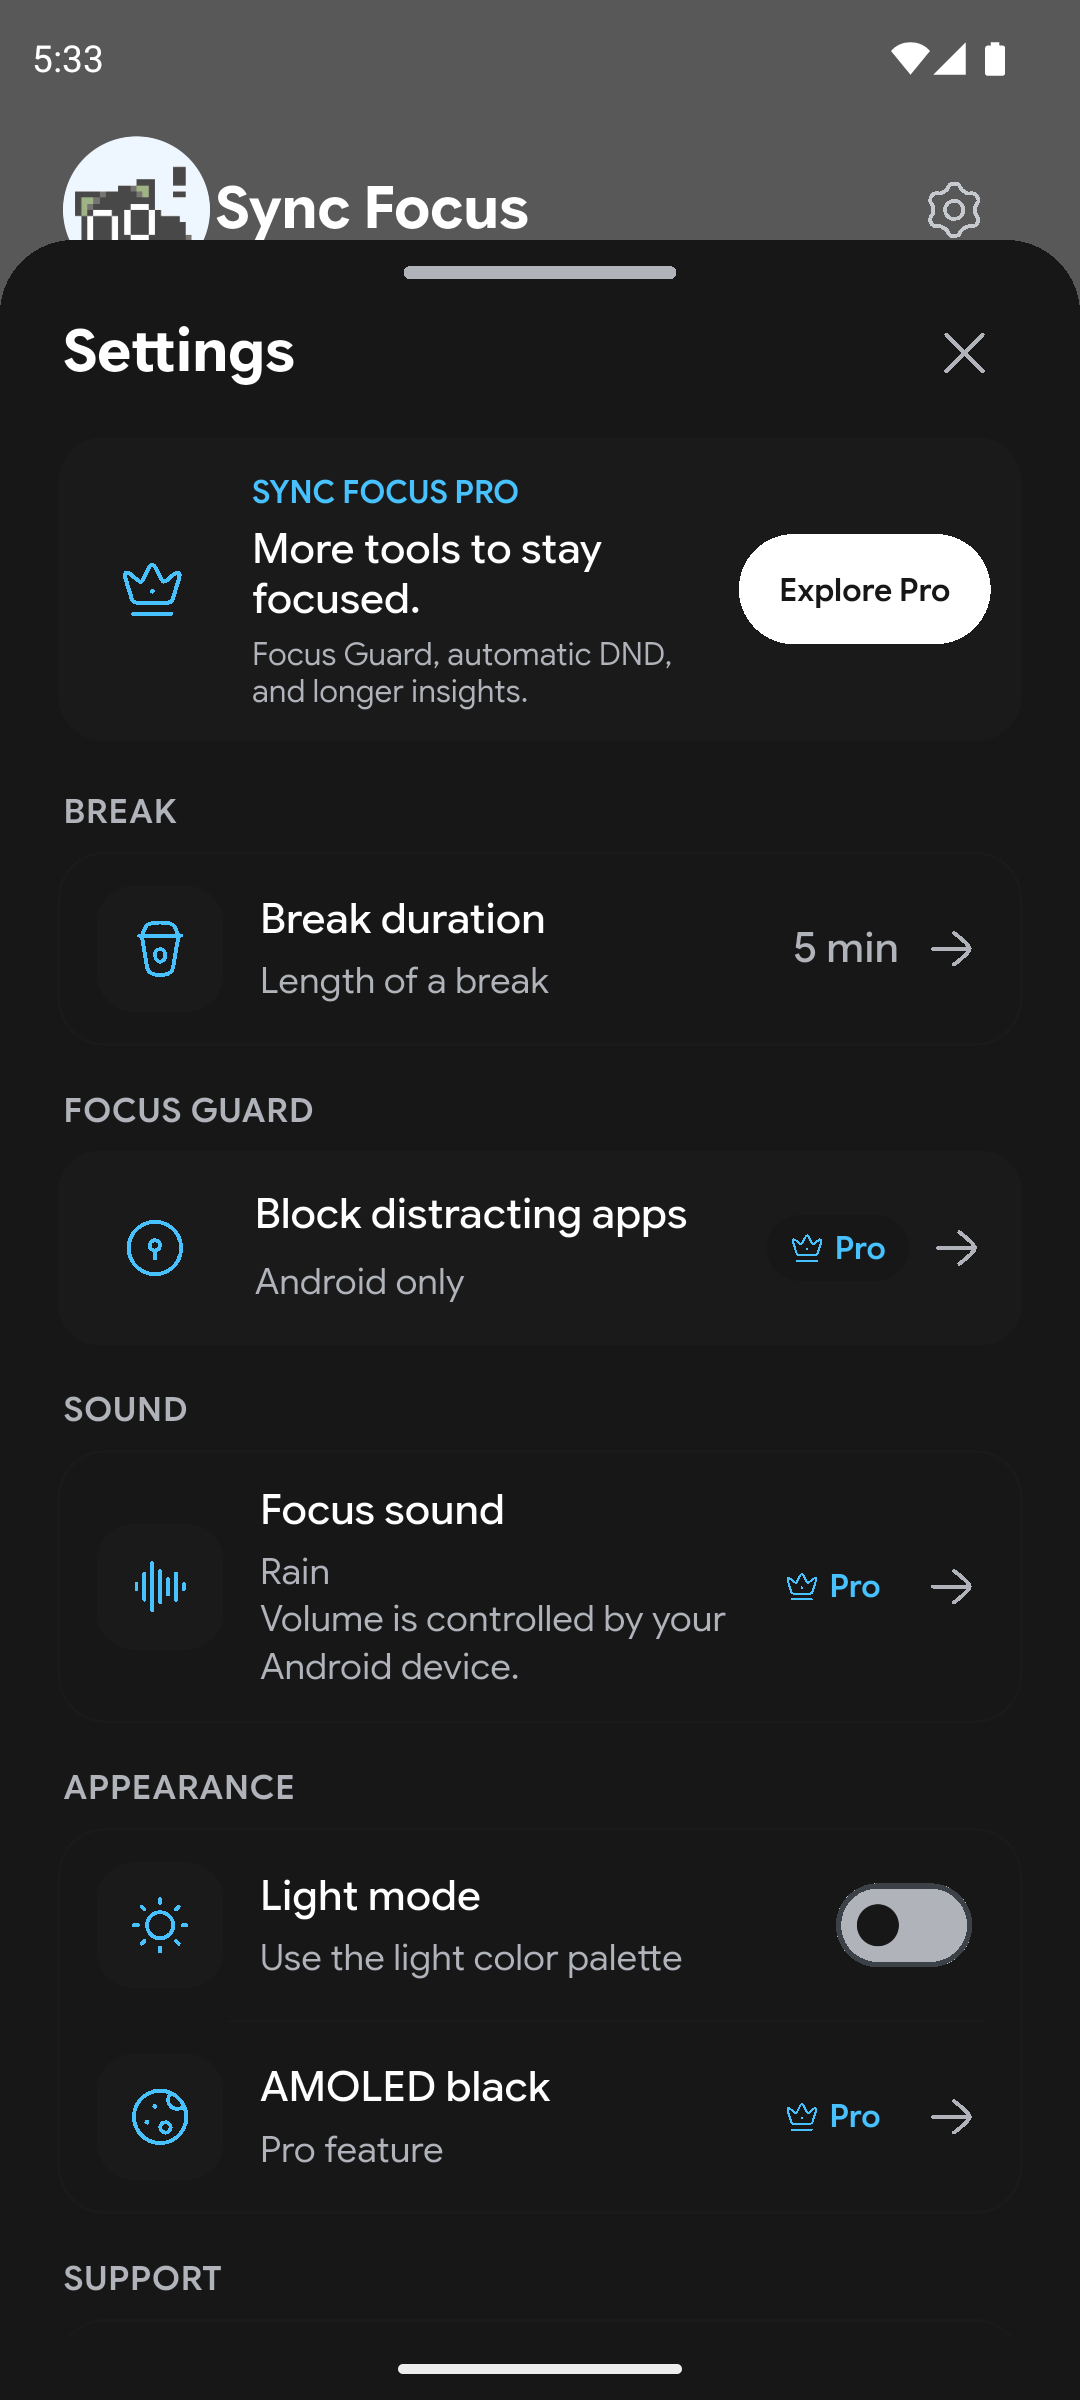 5:33
Sync Focus
Settings
SYNC FOCUS PRO
More tools to stay
focused.
Focus Guard, automatic DND,
and longer insights.
Explore Pro
BREAK
Break duration
Length of a break
5 min
FOCUS GUARD
Block distracting apps
Android only
Pro
SOUND
Focus sound
Rain
Volume is controlled by your
Android device.
Pro
APPEARANCE
Light mode
Use the light color palette
AMOLED black
Pro feature
Pro
SUPPORT